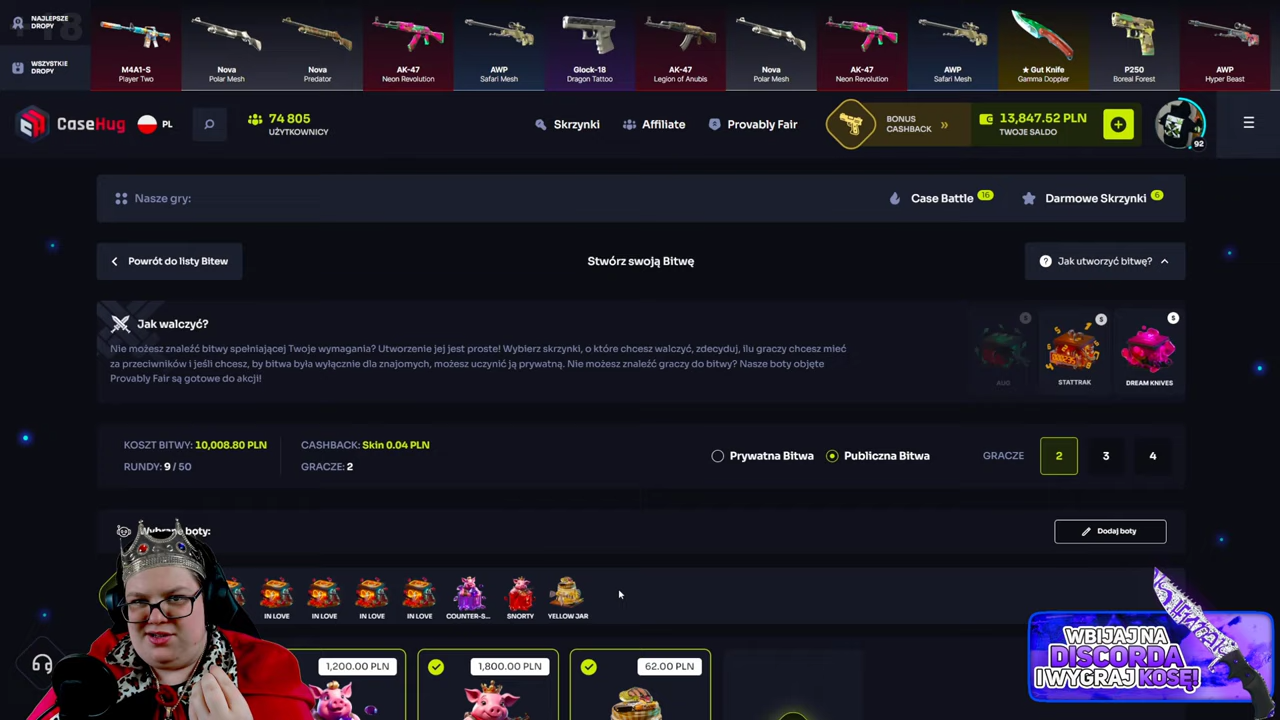 NAJLEPSZE
DROPY
WSZYSTKIE
DROPY
M4A1-S
Player Two
Nova
Polar Mesh
Nova
Predator
AK-47
Neon Revolution
AWP
Safari Mesh
Glock-18
Dragon Tattoo
AK-47
Legion of Anubis
Nova
Polar Mesh
AK-47
Neon Revolution
AWP
Safari Mesh
★ Gut Knife
Gamma Doppler
P250
Boreal Forest
AWP
Hyper Beast
CaseHug
PL
74 805
UŻYTKOWNICY
Skrzynki
Affiliate
Provably Fair
BONUS
CASHBACK
13,847.52 PLN
TWOJE SALDO
92
Nasze gry:
Case Battle 16
Darmowe Skrzynki 6
Powrót do listy Bitew
Stwórz swoją Bitwę
Jak utworzyć bitwę?
Jak walczyć?
Nie możesz znaleźć bitwy spełniającej Twoje wymagania? Utworzenie jej jest proste! Wybierz skrzynki, o które chcesz walczyć, zdecyduj, ilu graczy chcesz mieć
za przeciwników i jeśli chcesz, by bitwa była wyłącznie dla znajomych, możesz uczynić ją prywatną. Nie możesz znaleźć graczy do bitwy? Nasze boty objęte
Provably Fair są gotowe do akcji!
AUG
STATTRAK
DREAM KNIVES
KOSZT BITWY: 10,008.80 PLN
CASHBACK: Skin 0.04 PLN
RUNDY: 9 / 50
GRACZE: 2
Prywatna Bitwa
Publiczna Bitwa
GRACZE
2
3
4
Wybrane boty:
Dodaj boty
IN LOVE
IN LOVE
IN LOVE
IN LOVE
COUNTER-S...
SNORTY
YELLOW JAR
1,200.00 PLN
1,800.00 PLN
62.00 PLN
WBIJAJ NA
DISCORDA
I WYGRAJ KOSĘ!